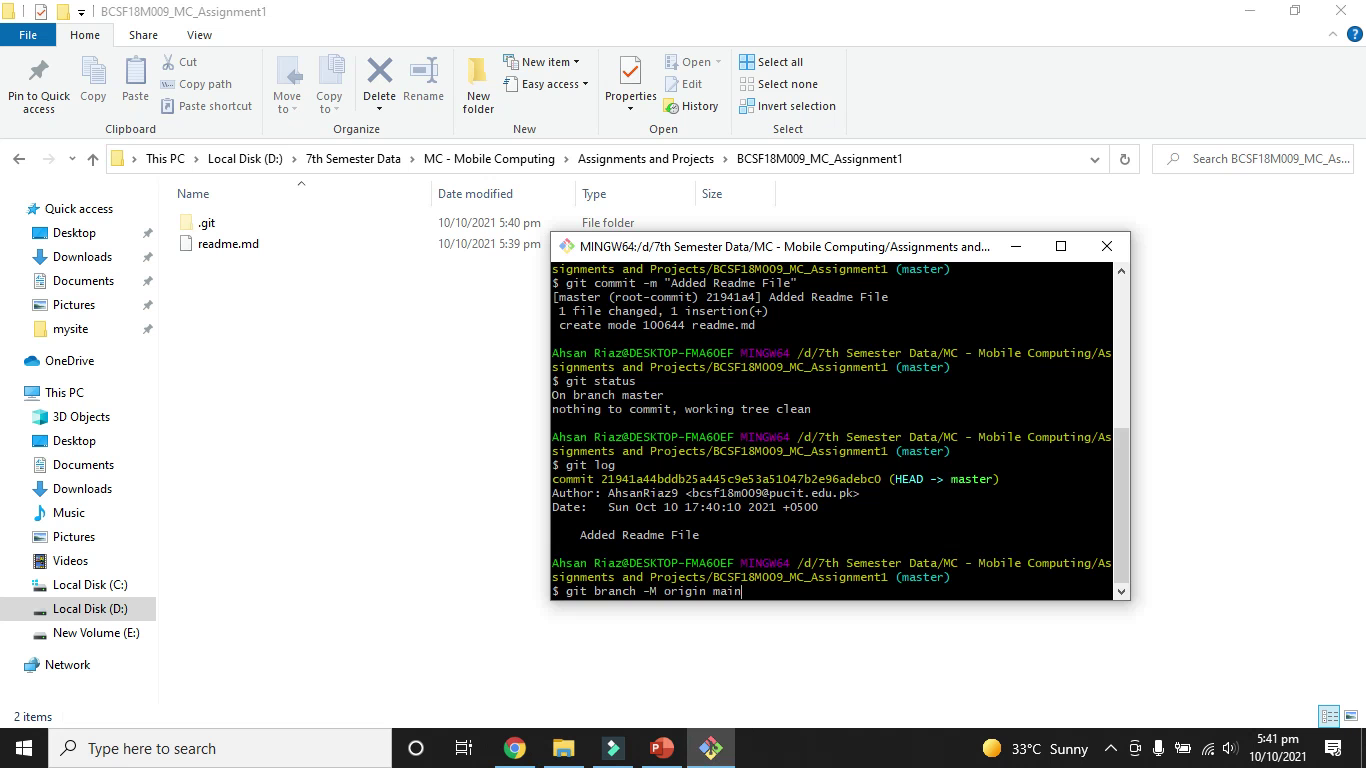 BCSF18M009_MC_Assignment1
File
Home
Share
View
Pin to Quick access
Copy
Paste
Cut
Copy path
Paste shortcut
Move to
Copy to
Delete
Rename
New folder
New item
Easy access
Properties
Open
Edit
History
Select all
Select none
Invert selection
Clipboard
Organize
New
Open
Select
This PC
Local Disk (D:)
7th Semester Data
MC - Mobile Computing
Assignments and Projects
BCSF18M009_MC_Assignment1
Search BCSF18M009_MC_As...
Name
Date modified
Type
Size
.git
10/10/2021 5:40 pm
File folder
readme.md
10/10/2021 5:39 pm
Quick access
Desktop
Downloads
Documents
Pictures
mysite
OneDrive
This PC
3D Objects
Desktop
Documents
Downloads
Music
Pictures
Videos
Local Disk (C:)
Local Disk (D:)
New Volume (E:)
Network
MINGW64:/d/7th Semester Data/MC - Mobile Computing/Assignments and...
signments and Projects/BCSF18M009_MC_Assignment1 (master)
$ git commit -m "Added Readme File"
[master (root-commit) 21941a4] Added Readme File
1 file changed, 1 insertion(+)
create mode 100644 readme.md
Ahsan Riaz@DESKTOP-FMA6OEF MINGW64 /d/7th Semester Data/MC - Mobile Computing/As
signments and Projects/BCSF18M009_MC_Assignment1 (master)
$ git status
On branch master
nothing to commit, working tree clean
Ahsan Riaz@DESKTOP-FMA6OEF MINGW64 /d/7th Semester Data/MC - Mobile Computing/As
signments and Projects/BCSF18M009_MC_Assignment1 (master)
$ git log
commit 21941a44bddb25a445c9e53a51047b2e96adebc0 (HEAD -> master)
Author: AhsanRiaz9 <bcsf18m009@pucit.edu.pk>
Date:   Sun Oct 10 17:40:10 2021 +0500
Added Readme File
Ahsan Riaz@DESKTOP-FMA6OEF MINGW64 /d/7th Semester Data/MC - Mobile Computing/As
signments and Projects/BCSF18M009_MC_Assignment1 (master)
$ git branch -M origin main
2 items
Type here to search
33°C Sunny
5:41 pm
10/10/2021